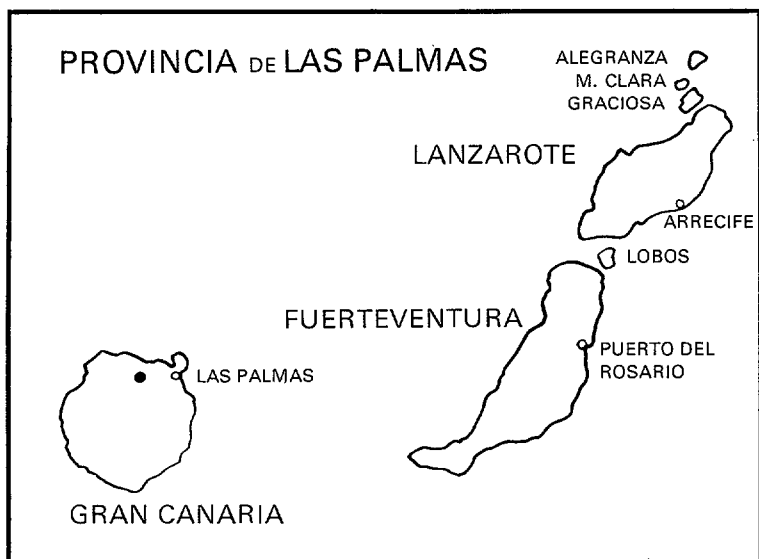 PROVINCIA DE LAS PALMAS
ALEGRANZA
M. CLARA
GRACIOSA
LANZAROTE
ARRECIFE
LOBOS
FUERTEVENTURA
PUERTO DEL
ROSARIO
LAS PALMAS
GRAN CANARIA